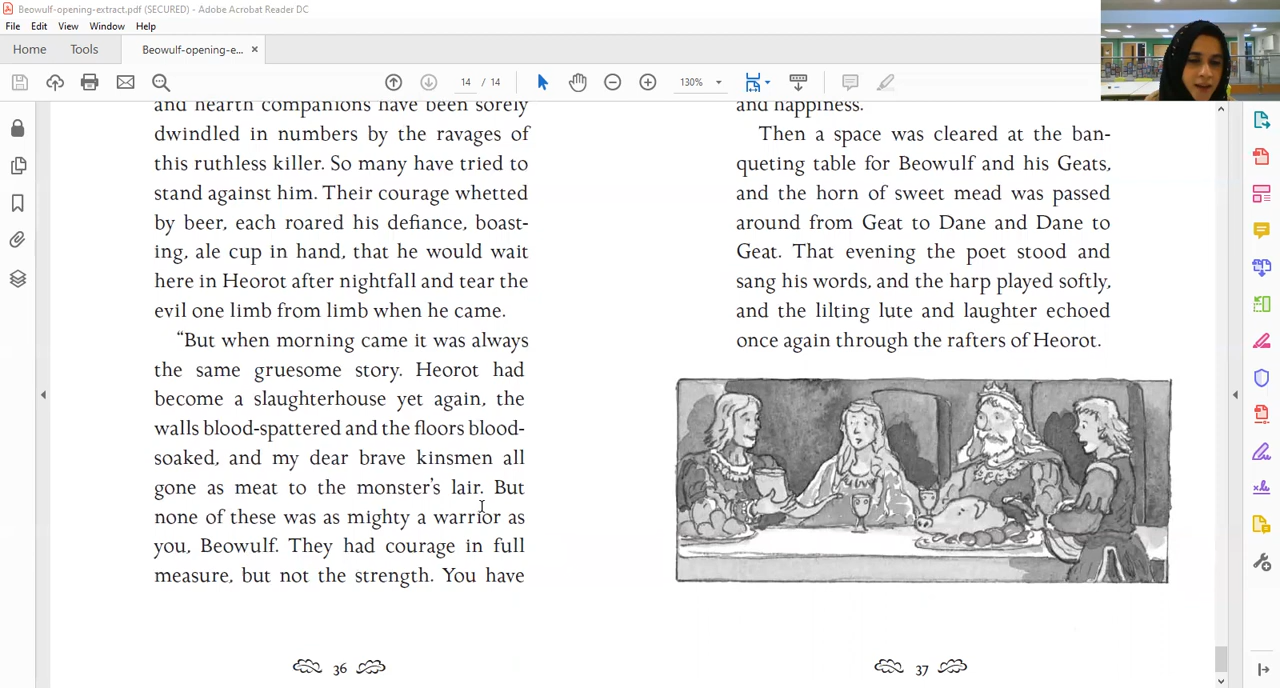 Beowulf-opening-extract.pdf (SECURED) - Adobe Acrobat Reader DC
File Edit View Window Help
Home Tools Beowulf-opening-e... ×
14 / 14 130%
and hearth companions have been sorely
dwindled in numbers by the ravages of
this ruthless killer. So many have tried to
stand against him. Their courage whetted
by beer, each roared his defiance, boast-
ing, ale cup in hand, that he would wait
here in Heorot after nightfall and tear the
evil one limb from limb when he came.
“But when morning came it was always
the same gruesome story. Heorot had
become a slaughterhouse yet again, the
walls blood-spattered and the floors blood-
soaked, and my dear brave kinsmen all
gone as meat to the monster’s lair. But
none of these was as mighty a warrior as
you, Beowulf. They had courage in full
measure, but not the strength. You have
36
and happiness.
Then a space was cleared at the ban-
queting table for Beowulf and his Geats,
and the horn of sweet mead was passed
around from Geat to Dane and Dane to
Geat. That evening the poet stood and
sang his words, and the harp played softly,
and the lilting lute and laughter echoed
once again through the rafters of Heorot.
37